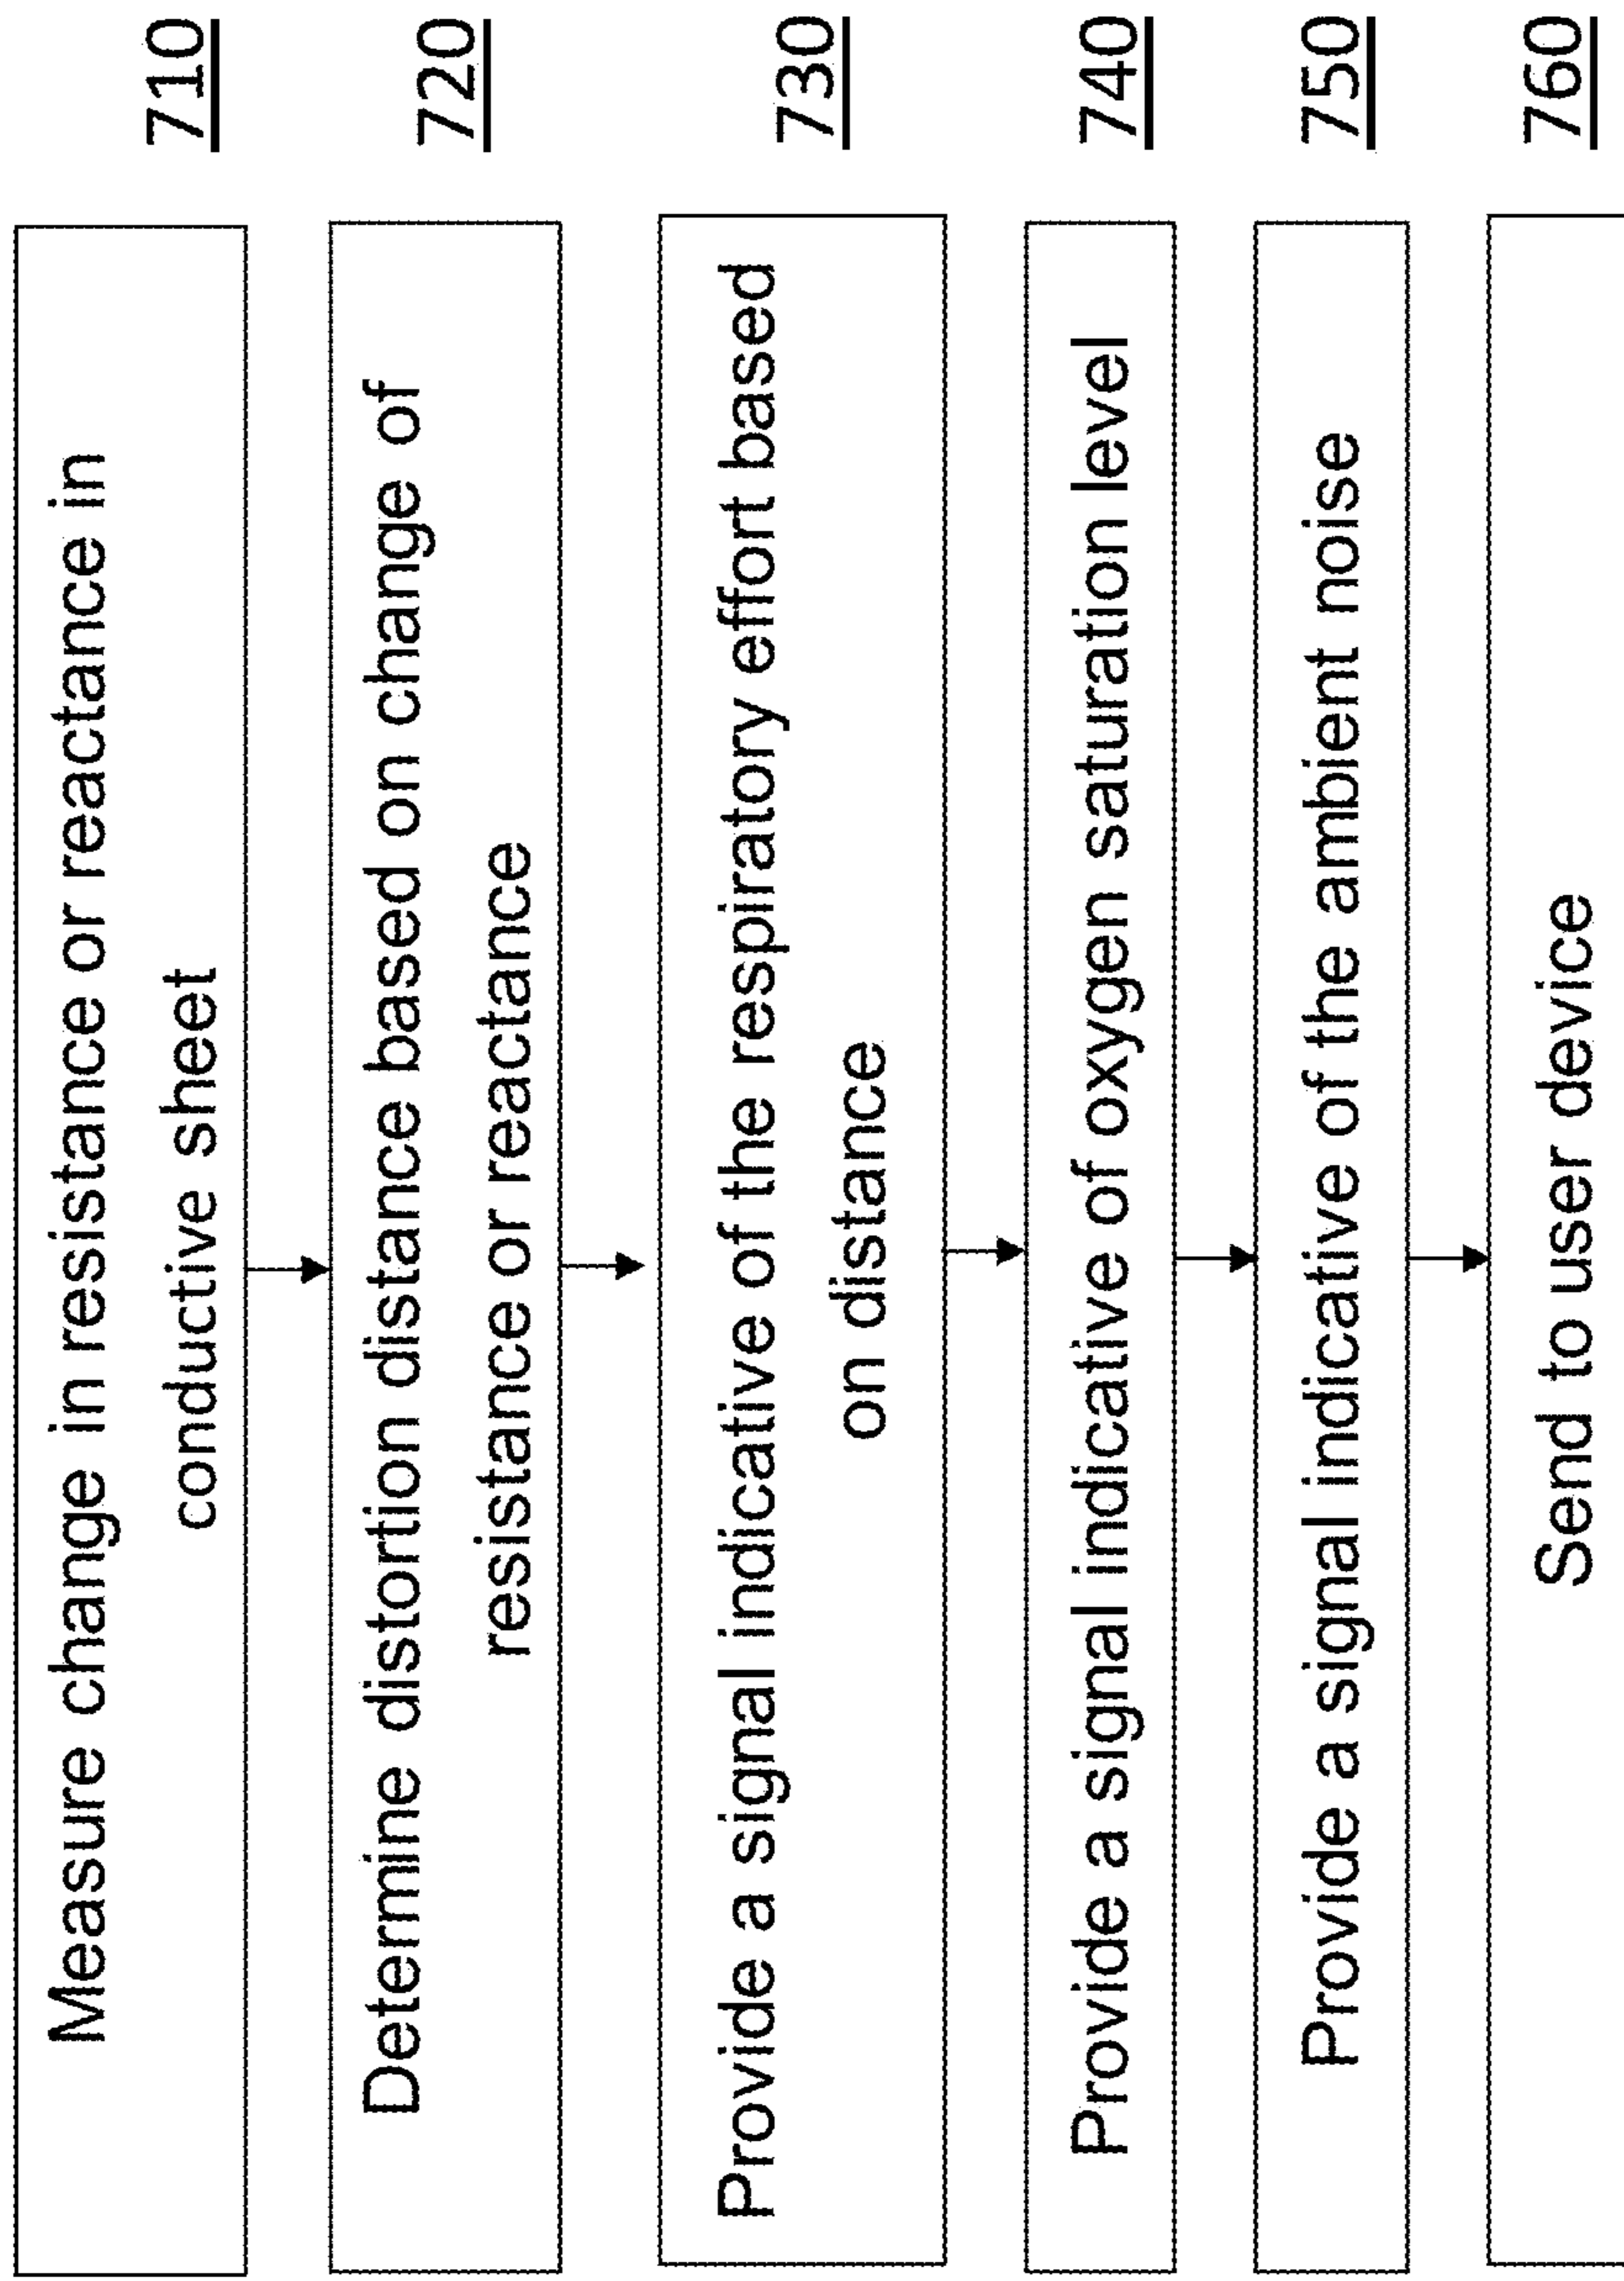 Measure change in resistance or reactance in
conductive sheet
710
Determine distortion distance based on change of
resistance or reactance
720
Provide a signal indicative of the respiratory effort based
on distance
730
Provide a signal indicative of oxygen saturation level
740
Provide a signal indicative of the ambient noise
750
Send to user device
760